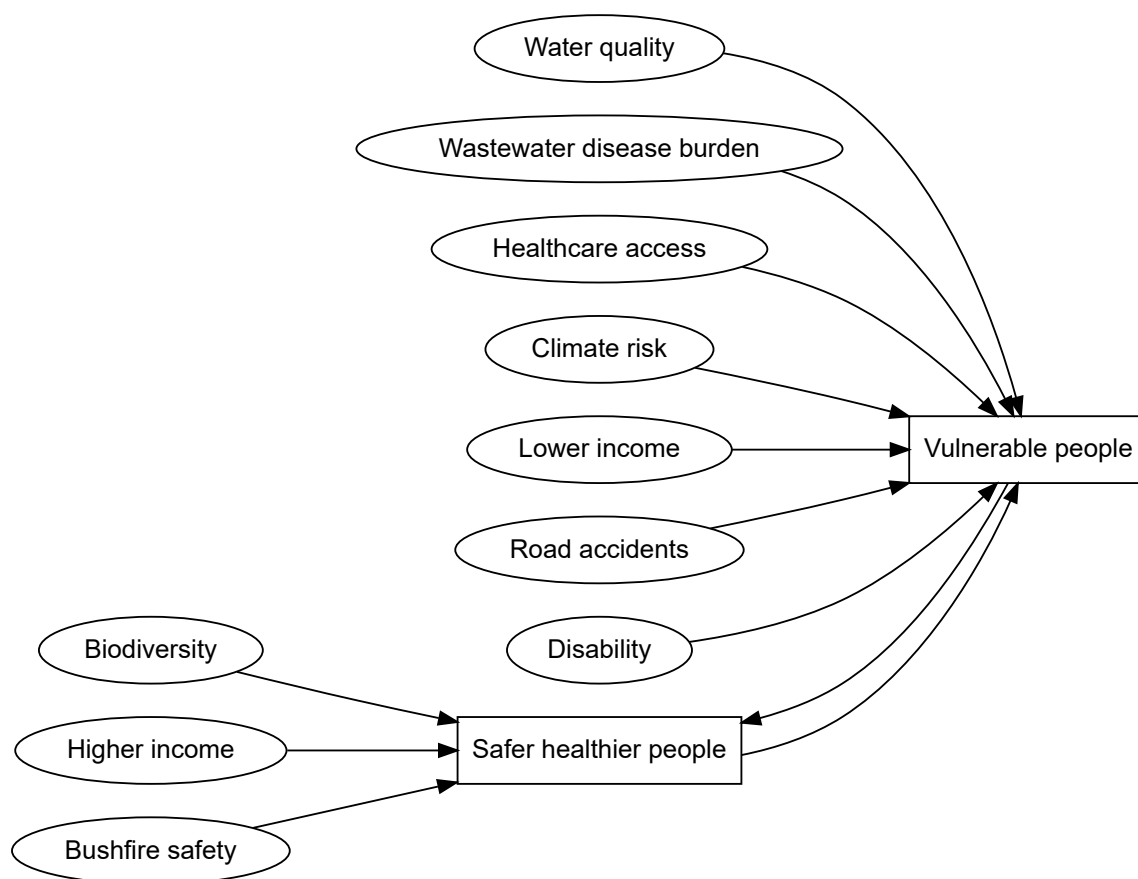 Water quality
Wastewater disease burden
Healthcare access
Climate risk
Lower income
Vulnerable people
Road accidents
Disability
Biodiversity
Higher income
Safer healthier people
Bushfire safety